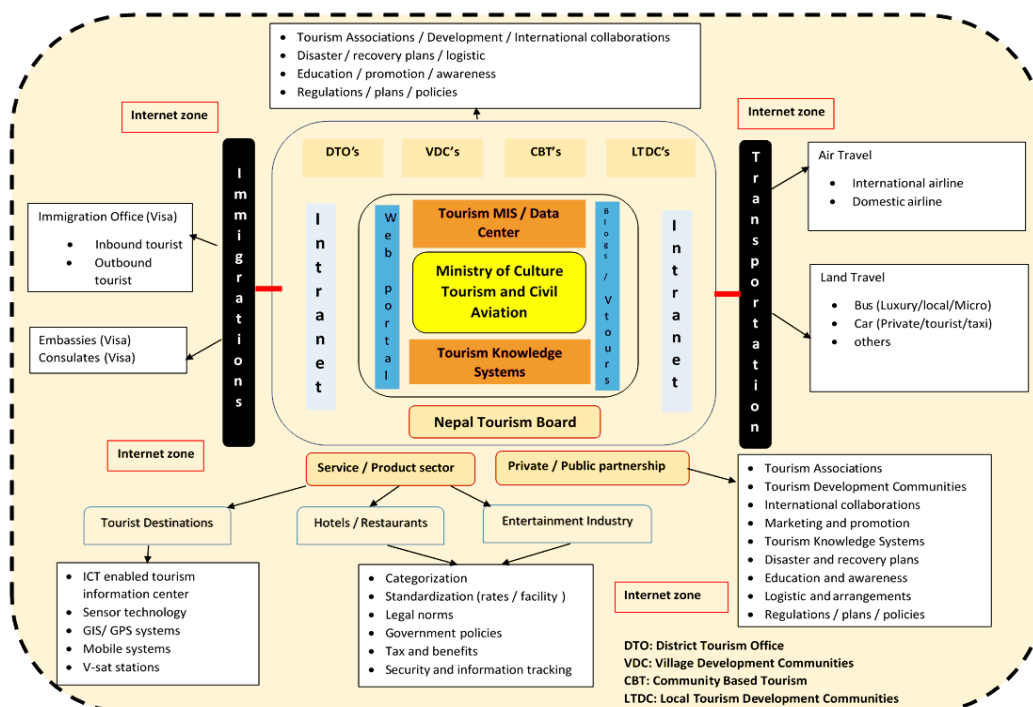 • Tourism Associations / Development / International collaborations
• Disaster / recovery plans / logistic
• Education / promotion / awareness
• Regulations / plans / policies
Internet zone
Internet zone
DTO's
VDC's
CBT's
LTDC's
Immigrations
Transportation
Immigration Office (Visa)
• Inbound tourist
• Outbound
tourist
Embassies (Visa)
Consulates (Visa)
Intranet
Web portal
Tourism MIS / Data
Center
Ministry of Culture
Tourism and Civil
Aviation
Tourism Knowledge
Systems
Blogs / Vtours
Intranet
Air Travel
• International airline
• Domestic airline
Land Travel
• Bus (Luxury/local/Micro)
• Car (Private/tourist/taxi)
• others
Nepal Tourism Board
Internet zone
Service / Product sector
Private / Public partnership
Tourist Destinations
Hotels / Restaurants
Entertainment Industry
• ICT enabled tourism
information center
• Sensor technology
• GIS/ GPS systems
• Mobile systems
• V-sat stations
• Categorization
• Standardization (rates / facility )
• Legal norms
• Government policies
• Tax and benefits
• Security and information tracking
• Tourism Associations
• Tourism Development Communities
• International collaborations
• Marketing and promotion
• Tourism Knowledge Systems
• Disaster and recovery plans
• Education and awareness
• Logistic and arrangements
• Regulations / plans / policies
Internet zone
DTO: District Tourism Office
VDC: Village Development Communities
CBT: Community Based Tourism
LTDC: Local Tourism Development Communities